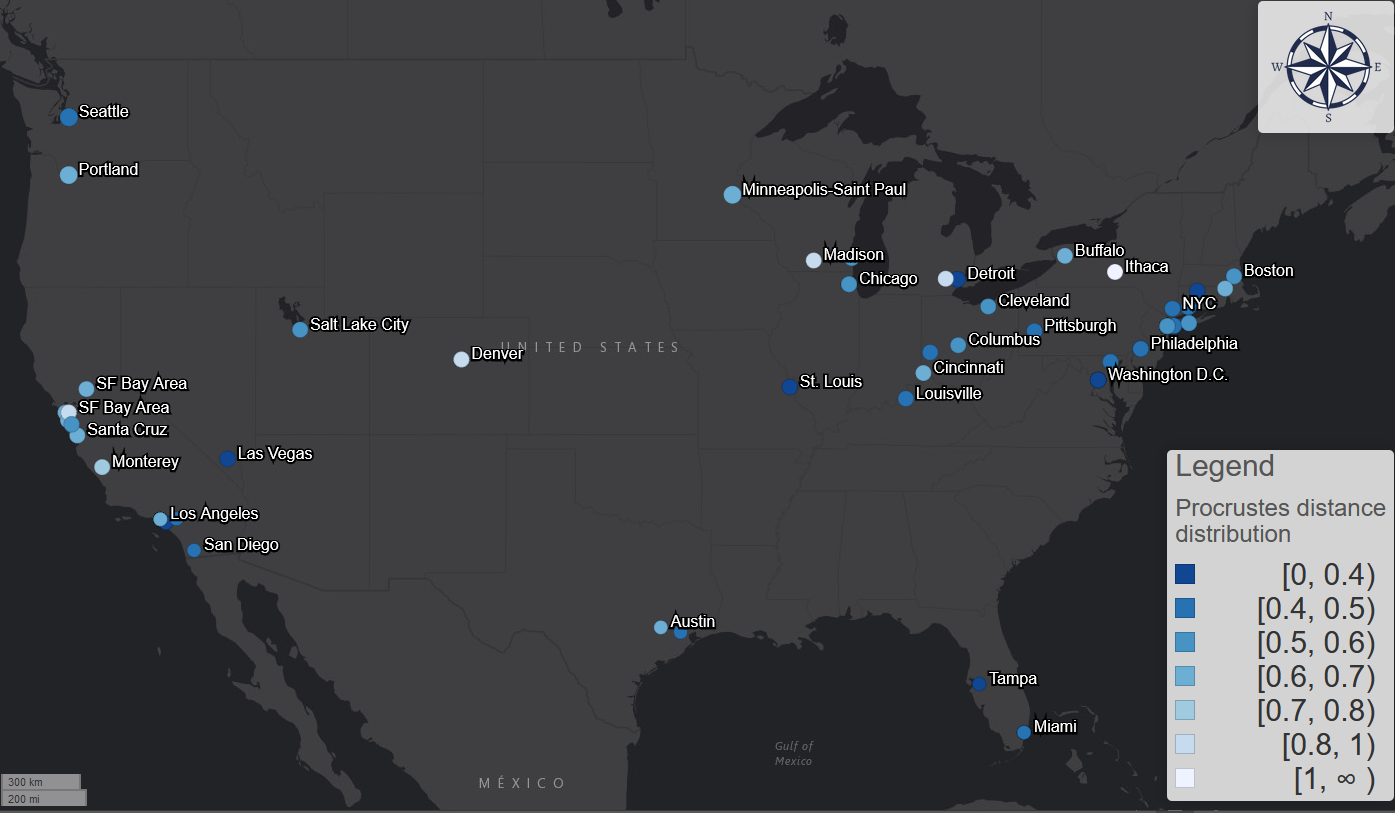 N
W
E
S
Seattle
Portland
Minneapolis-Saint Paul
Madison
Chicago
Detroit
Buffalo
Ithaca
Boston
Cleveland
NYC
Salt Lake City
Pittsburgh
Columbus
Philadelphia
UNITED STATES
Denver
Cincinnati
Washington D.C.
St. Louis
Louisville
SF Bay Area
SF Bay Area
Santa Cruz
Las Vegas
Monterey
Los Angeles
San Diego
Austin
Tampa
Miami
Gulf of
Mexico
MÉXICO
300 km
200 mi
Legend
Procrustes distance
distribution
[0, 0.4)
[0.4, 0.5)
[0.5, 0.6)
[0.6, 0.7)
[0.7, 0.8)
[0.8, 1)
[1, ∞ )